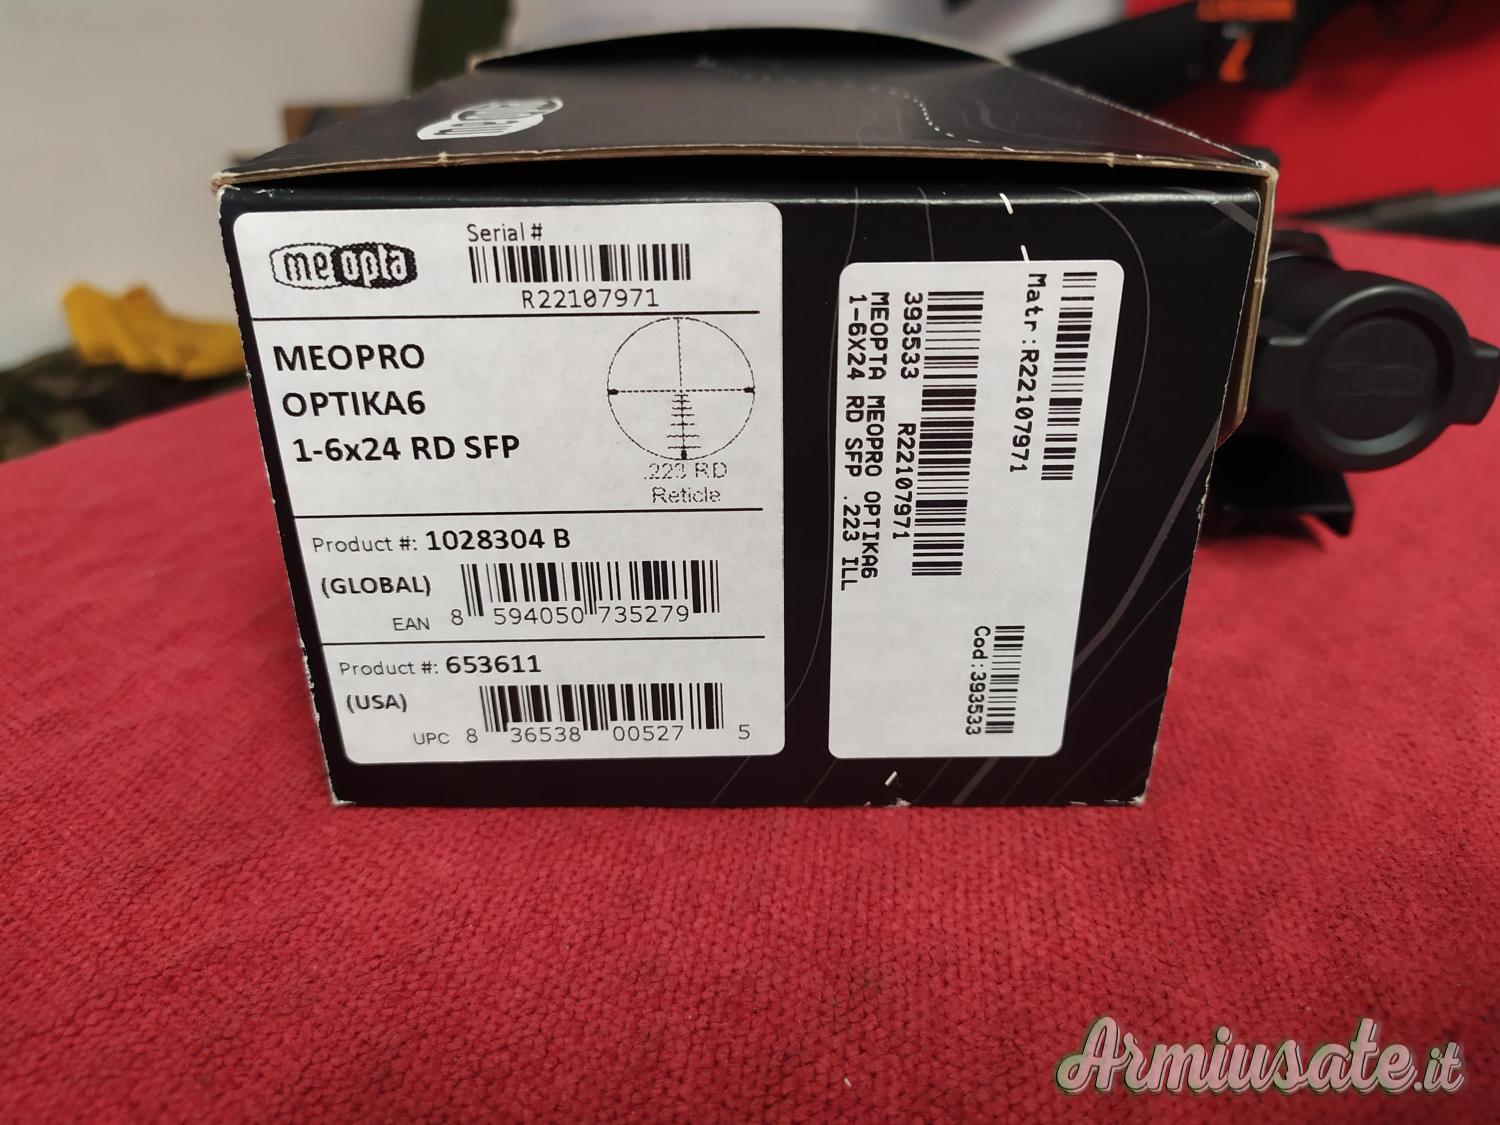 meopta
meopta
Serial #
R22107971
MEOPRO
OPTIKA6
1-6x24 RD SFP
.223 RD
Reticle
Product #: 1028304 B
(GLOBAL)
EAN 8 594050 735279
Product #: 653611
(USA)
UPC 8 36538 00527 5
Matr:R22107971
393533 R22107971
MEOPTA MEOPRO OPTIKA6
1-6X24 RD SFP .223 ILL
Cod:393533
meopta
Armiusate.it